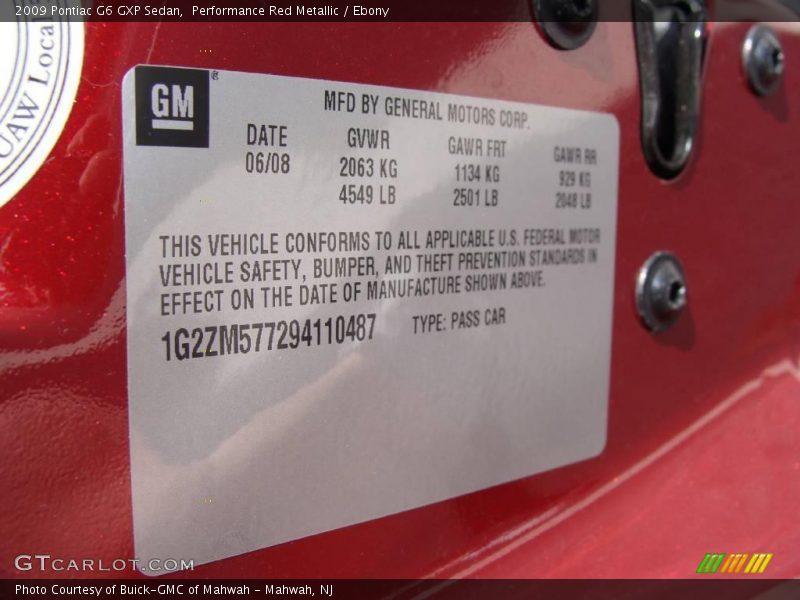 2009 Pontiac G6 GXP Sedan,  Performance Red Metallic / Ebony
UAW Local
GM
®
MFD BY GENERAL MOTORS CORP.
DATE GVWR GAWR FRT GAWR RR
06/08 2063 KG 1134 KG 929 KG
4549 LB 2501 LB 2048 LB
THIS VEHICLE CONFORMS TO ALL APPLICABLE U.S. FEDERAL MOTOR
VEHICLE SAFETY, BUMPER, AND THEFT PREVENTION STANDARDS IN
EFFECT ON THE DATE OF MANUFACTURE SHOWN ABOVE.
1G2ZM577294110487 TYPE: PASS CAR
GTCARLOT.COM
Photo Courtesy of Buick-GMC of Mahwah - Mahwah, NJ